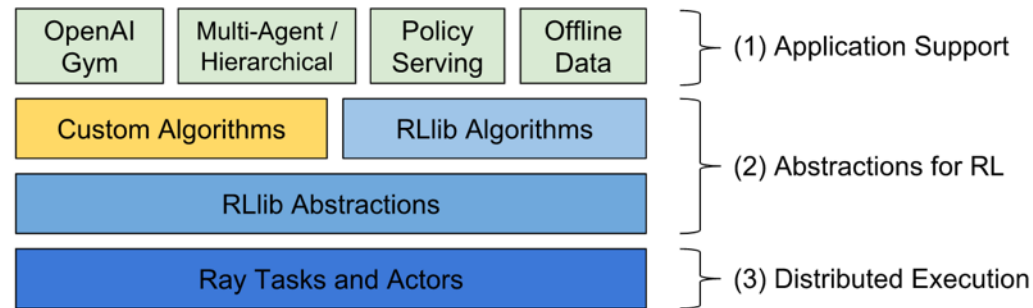 OpenAI
Gym
Multi-Agent /
Hierarchical
Policy
Serving
Offline
Data
(1) Application Support
Custom Algorithms
RLlib Algorithms
(2) Abstractions for RL
RLlib Abstractions
Ray Tasks and Actors
(3) Distributed Execution